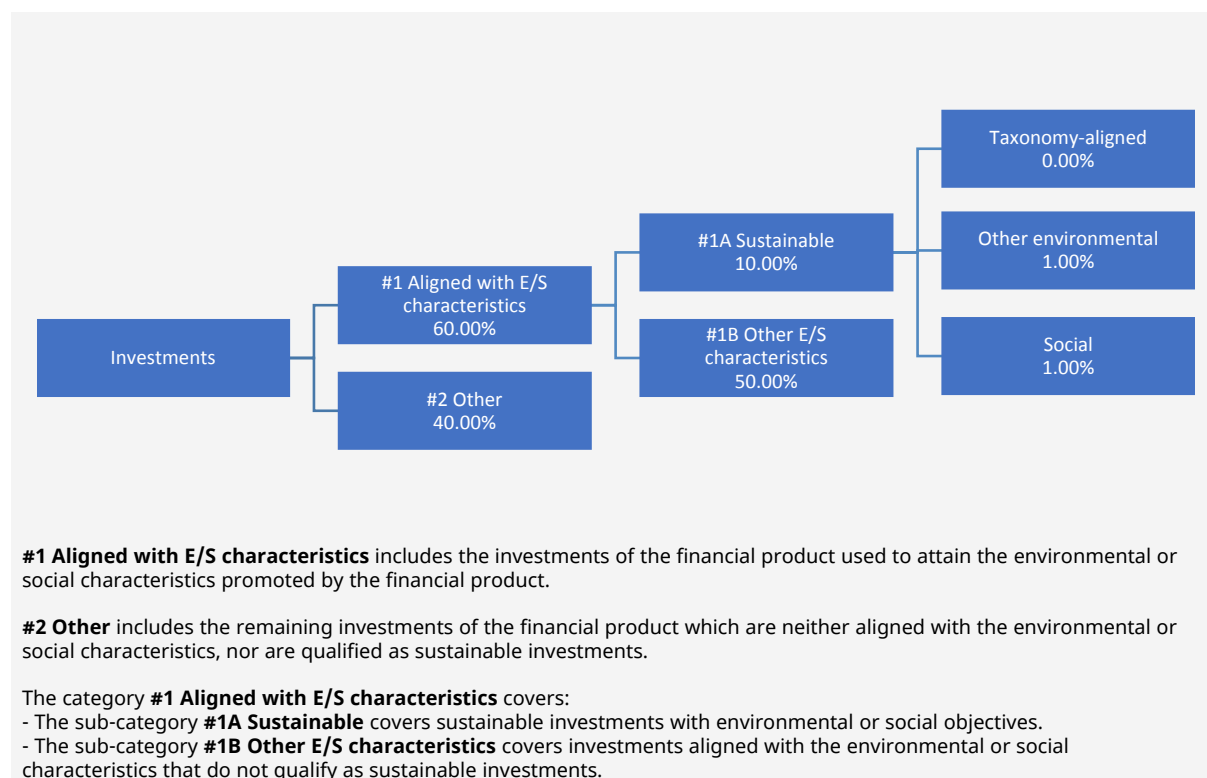 Taxonomy-aligned
0.00%
#1A Sustainable
10.00%
Other environmental
1.00%
#1 Aligned with E/S
characteristics
60.00%
Investments
#1B Other E/S
characteristics
50.00%
Social
1.00%
#2 Other
40.00%
#1 Aligned with E/S characteristics includes the investments of the financial product used to attain the environmental or
social characteristics promoted by the financial product.
#2 Other includes the remaining investments of the financial product which are neither aligned with the environmental or
social characteristics, nor are qualified as sustainable investments.
The category #1 Aligned with E/S characteristics covers:
- The sub-category #1A Sustainable covers sustainable investments with environmental or social objectives.
- The sub-category #1B Other E/S characteristics covers investments aligned with the environmental or social
characteristics that do not qualify as sustainable investments.